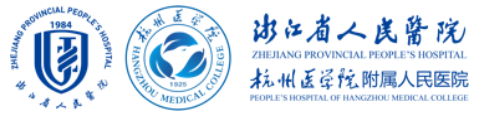 ZHEJIANG PROVINCIAL PEOPLE'S HOSPITAL
1984
浙江省人民医院
杭州医学院
1925
HANGZHOU MEDICAL COLLEGE
浙江省人民醫院
ZHEJIANG PROVINCIAL PEOPLE'S HOSPITAL
杭州医学院附属人民医院
PEOPLE'S HOSPITAL OF HANGZHOU MEDICAL COLLEGE